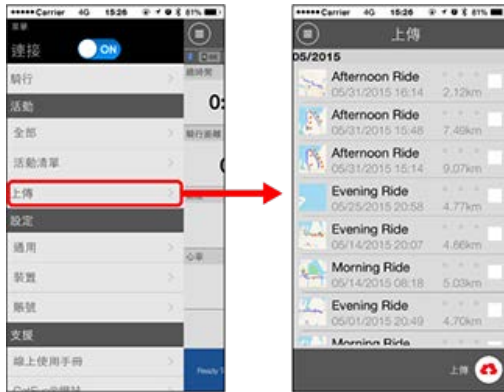 Carrier 4G 15:26 81%
選單
連接 ON
騎行
活動
全部
活動清單
上傳
設定
通用
裝置
賬號
支援
線上使用手冊
總時間
0:
騎行距離
心率
Ready T
Carrier 4G 15:26 81%
上傳
05/2015
Afternoon Ride
05/31/2015 16:14 2.12km
Afternoon Ride
05/31/2015 15:48 7.49km
Afternoon Ride
05/31/2015 15:14 9.07km
Evening Ride
05/25/2015 20:58 4.77km
Evening Ride
05/14/2015 20:07 4.66km
Morning Ride
05/14/2015 08:18 5.03km
Evening Ride
05/01/2015 20:49 4.70km
Morning Ride
上傳